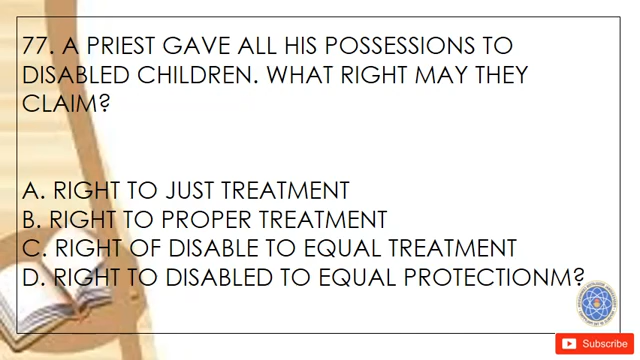 77. A PRIEST GAVE ALL HIS POSSESSIONS TO
DISABLED CHILDREN. WHAT RIGHT MAY THEY
CLAIM?
A. RIGHT TO JUST TREATMENT
B. RIGHT TO PROPER TREATMENT
C. RIGHT OF DISABLE TO EQUAL TREATMENT
D. RIGHT TO DISABLED TO EQUAL PROTECTIONM?
Subscribe